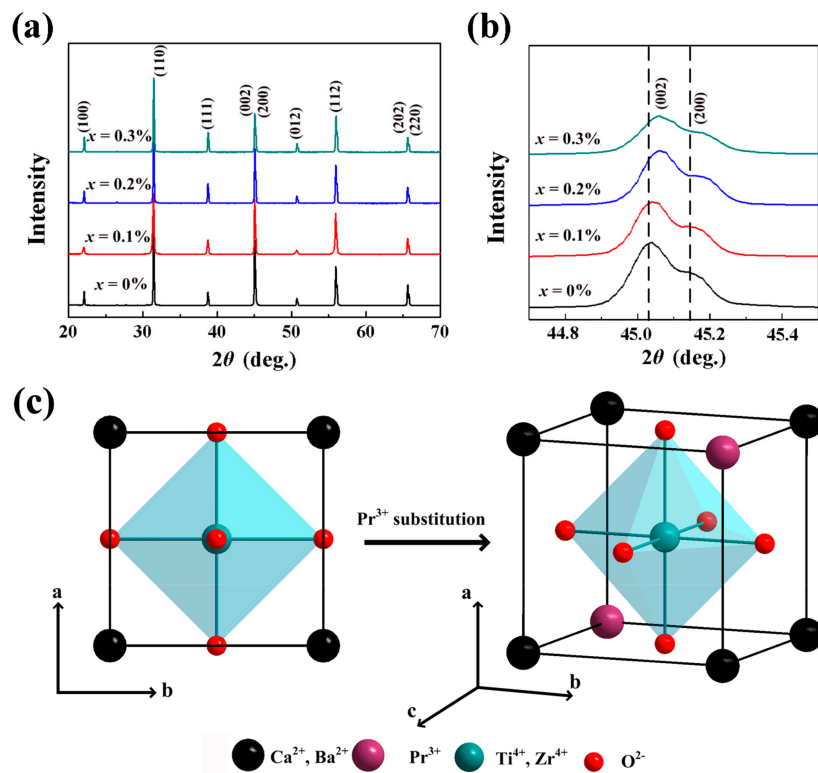 (a)
Intensity
(100)
(110)
(111)
(002)
(200)
(012)
(112)
(202)
(220)
x = 0.3%
x = 0.2%
x = 0.1%
x = 0%
20 30 40 50 60 70
2θ (deg.)
(b)
Intensity
(002)
(200)
x = 0.3%
x = 0.2%
x = 0.1%
x = 0%
44.8 45.0 45.2 45.4
2θ (deg.)
(c)
Pr³⁺ substitution
a
b
a
b
c
Ca²⁺, Ba²⁺ Pr³⁺ Ti⁴⁺, Zr⁴⁺ O²⁻